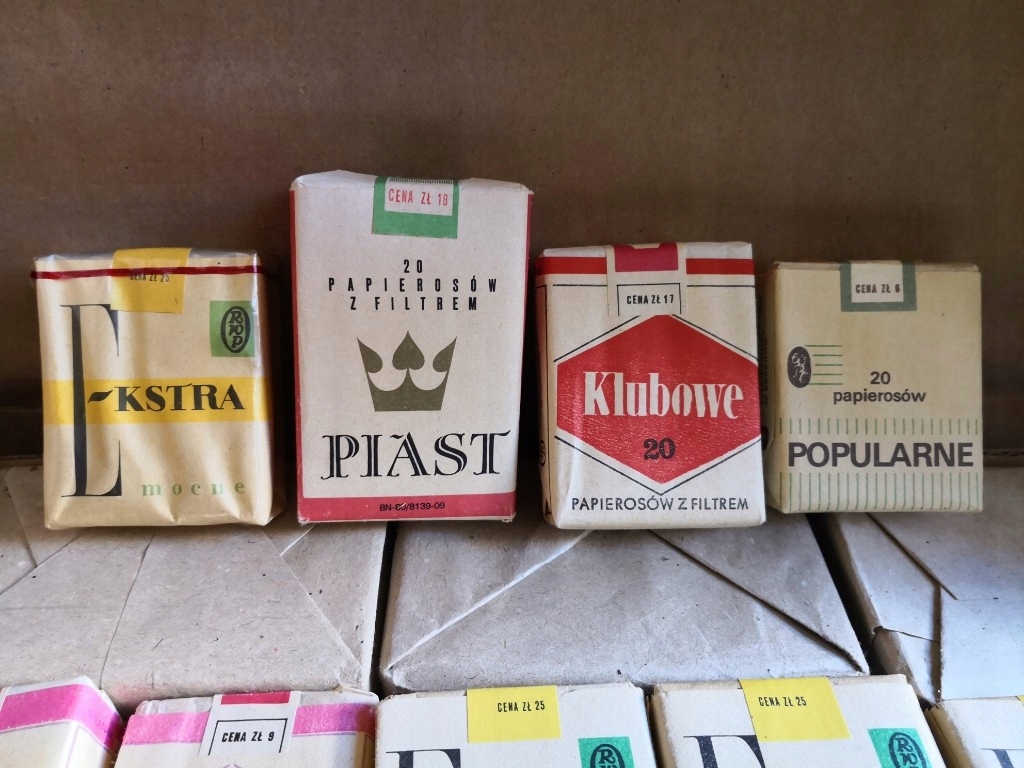 CENA ZŁ 25
E-KSTRA
mocne
CENA ZŁ 18
20
PAPIEROSÓW
Z FILTREM
PIAST
CENA ZŁ 17
Klubowe
20
PAPIEROSÓW Z FILTREM
CENA ZŁ 6
20
papierosów
POPULARNE
CENA ZŁ 9
CENA ZŁ 25
CENA ZŁ 25